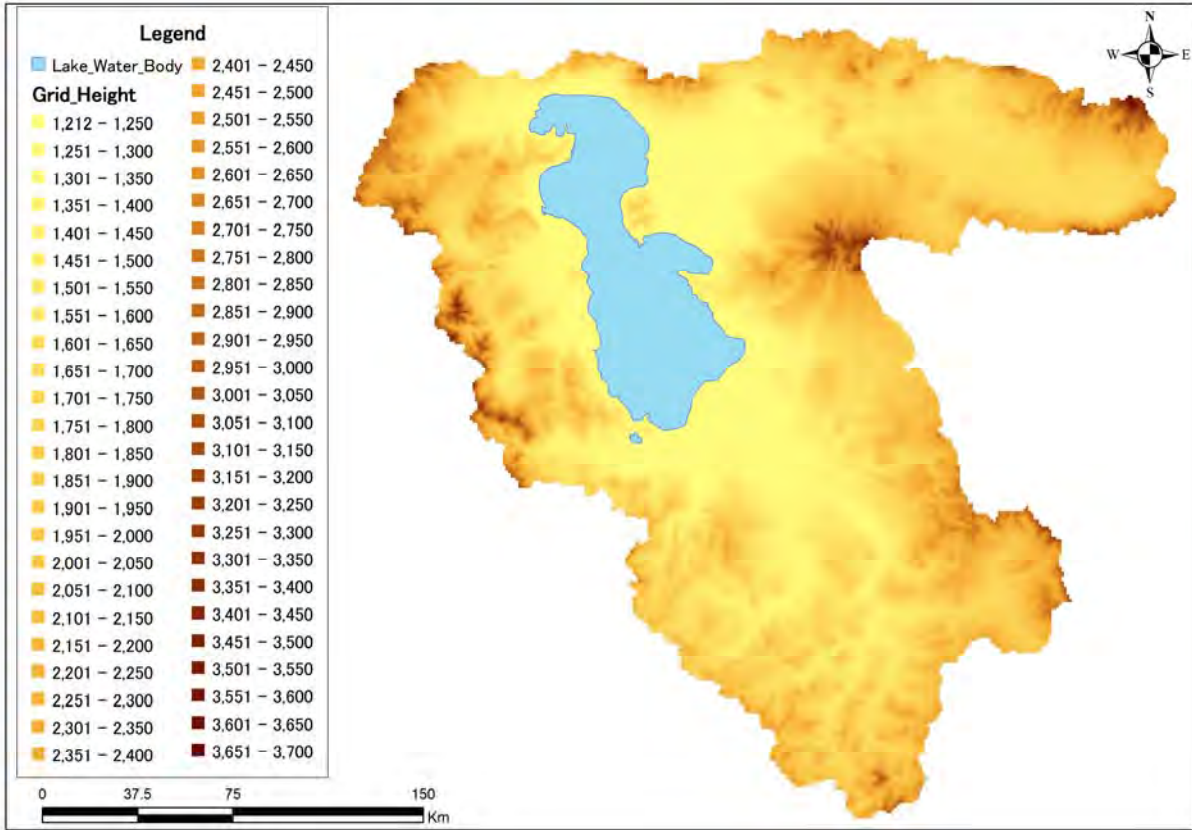 Legend
Lake_Water_Body
Grid_Height
1,212 - 1,250
1,251 - 1,300
1,301 - 1,350
1,351 - 1,400
1,401 - 1,450
1,451 - 1,500
1,501 - 1,550
1,551 - 1,600
1,601 - 1,650
1,651 - 1,700
1,701 - 1,750
1,751 - 1,800
1,801 - 1,850
1,851 - 1,900
1,901 - 1,950
1,951 - 2,000
2,001 - 2,050
2,051 - 2,100
2,101 - 2,150
2,151 - 2,200
2,201 - 2,250
2,251 - 2,300
2,301 - 2,350
2,351 - 2,400
2,401 - 2,450
2,451 - 2,500
2,501 - 2,550
2,551 - 2,600
2,601 - 2,650
2,651 - 2,700
2,701 - 2,750
2,751 - 2,800
2,801 - 2,850
2,851 - 2,900
2,901 - 2,950
2,951 - 3,000
3,001 - 3,050
3,051 - 3,100
3,101 - 3,150
3,151 - 3,200
3,201 - 3,250
3,251 - 3,300
3,301 - 3,350
3,351 - 3,400
3,401 - 3,450
3,451 - 3,500
3,501 - 3,550
3,551 - 3,600
3,601 - 3,650
3,651 - 3,700
N
W E
S
0 37.5 75 150
Km